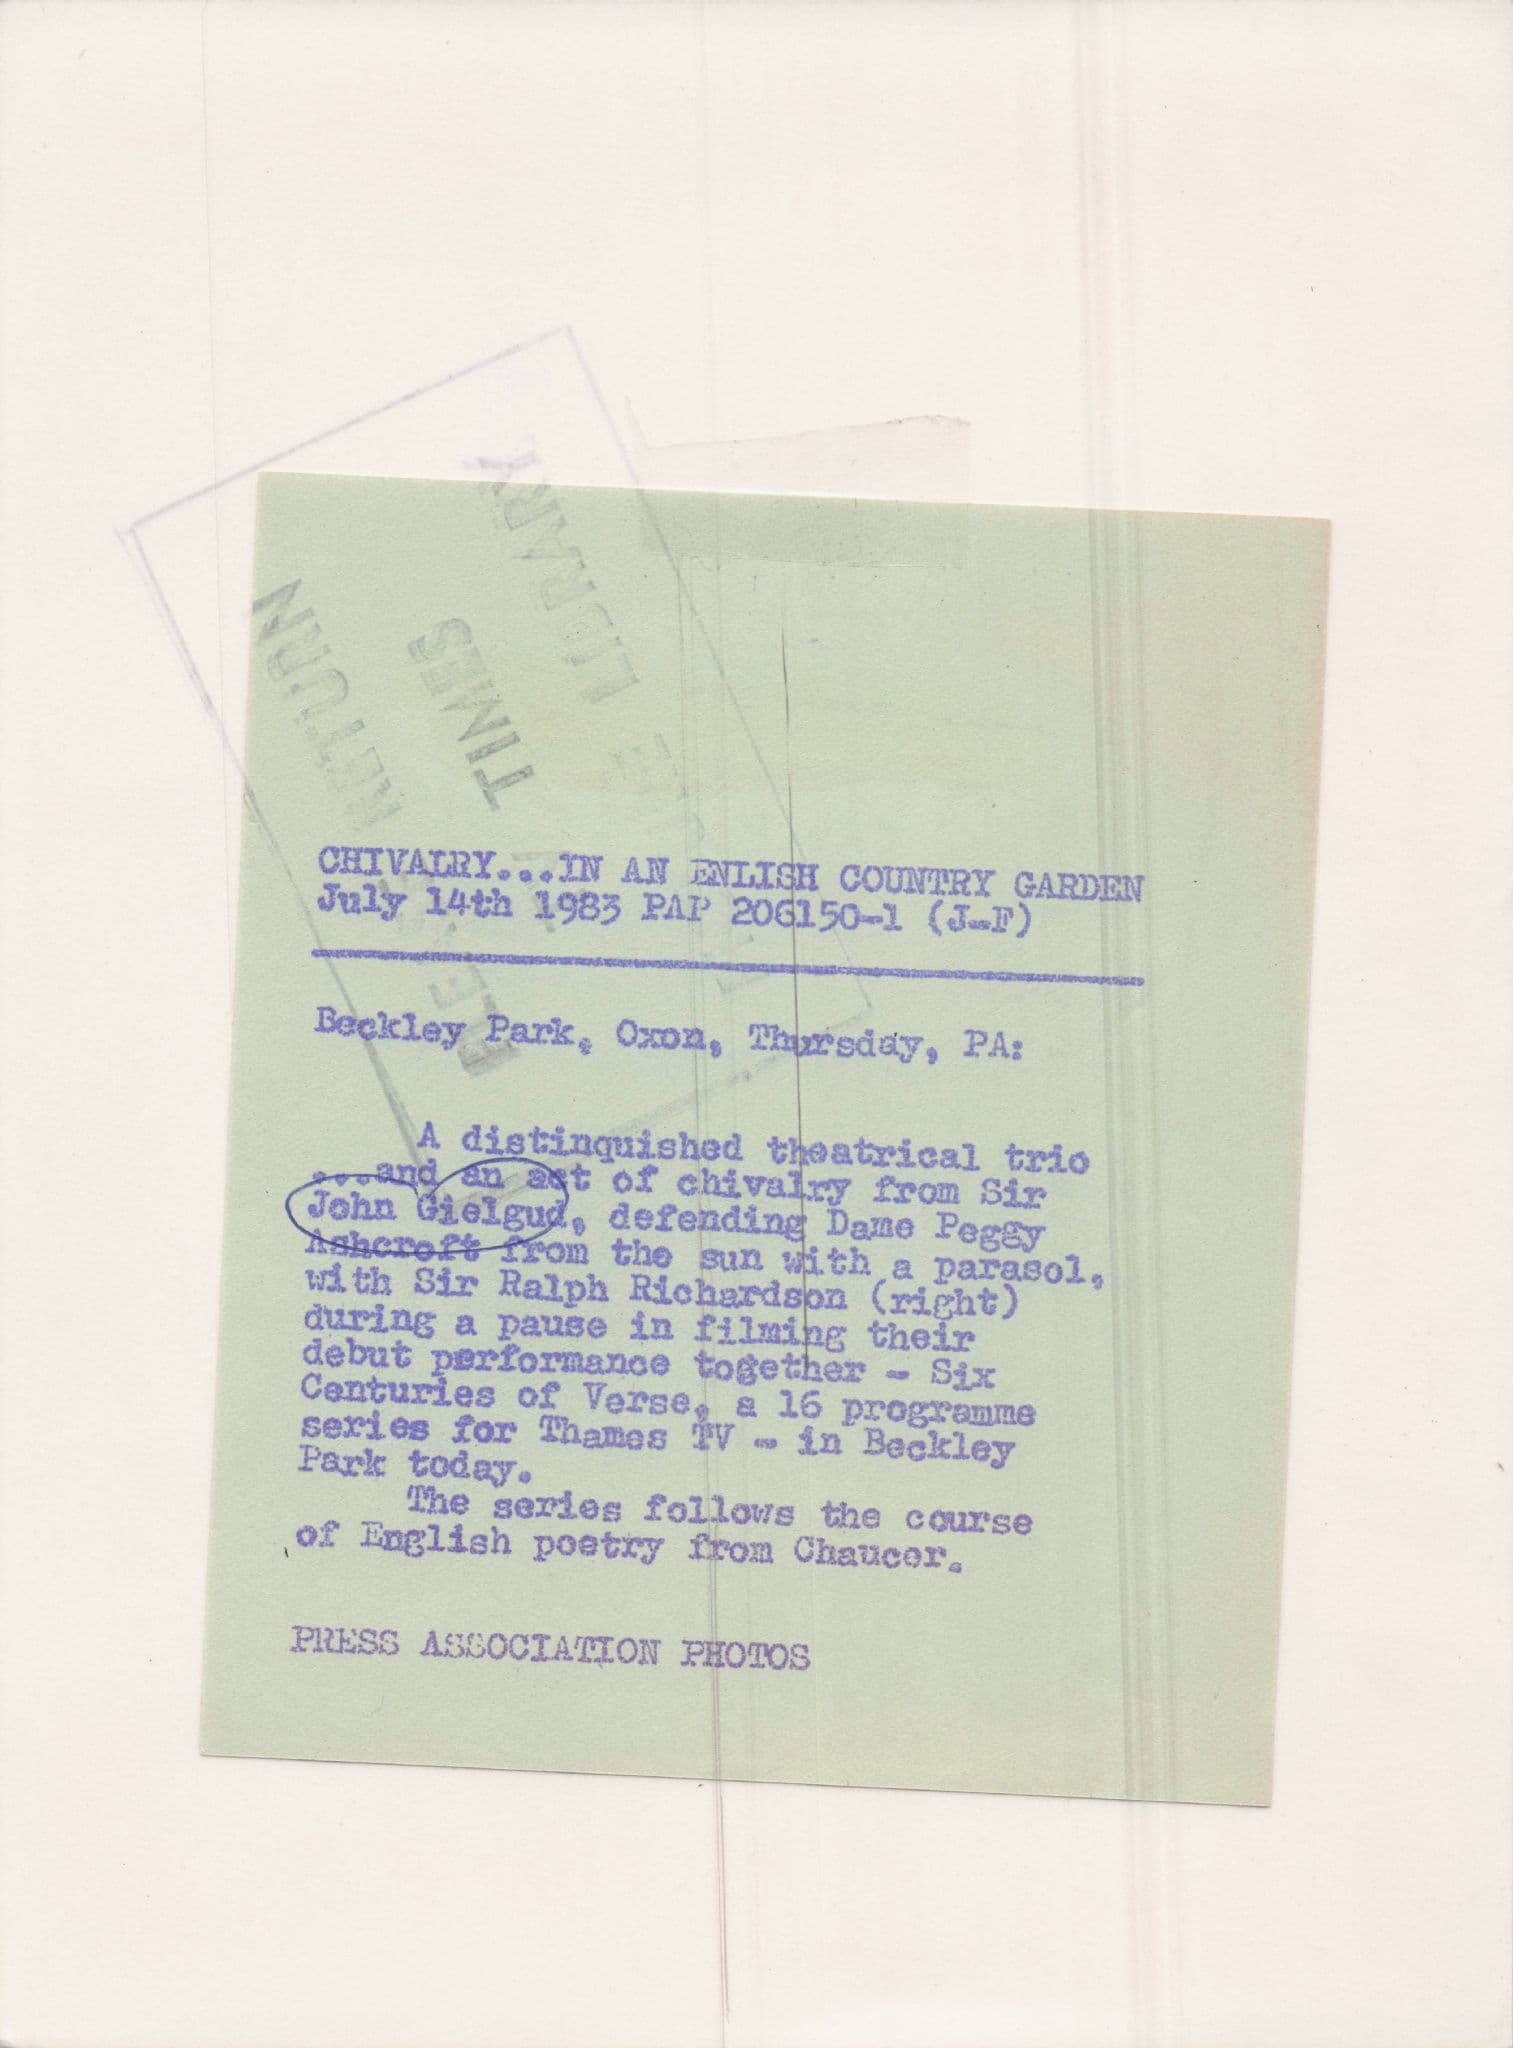 PLEASE RETURN
TIMES
LIBRARY
CHIVALRY...IN AN ENLISH COUNTRY GARDEN
July 14th 1983 PAP 206150-1 (J-F)
Beckley Park, Oxon, Thursday, PA:
A distinguished theatrical trio
...and an act of chivalry from Sir
John Gielgud, defending Dame Peggy
Ashcroft from the sun with a parasol,
with Sir Ralph Richardson (right)
during a pause in filming their
debut performance together - Six
Centuries of Verse, a 16 programme
series for Thames TV - in Beckley
Park today.
The series follows the course
of English poetry from Chaucer.
PRESS ASSOCIATION PHOTOS